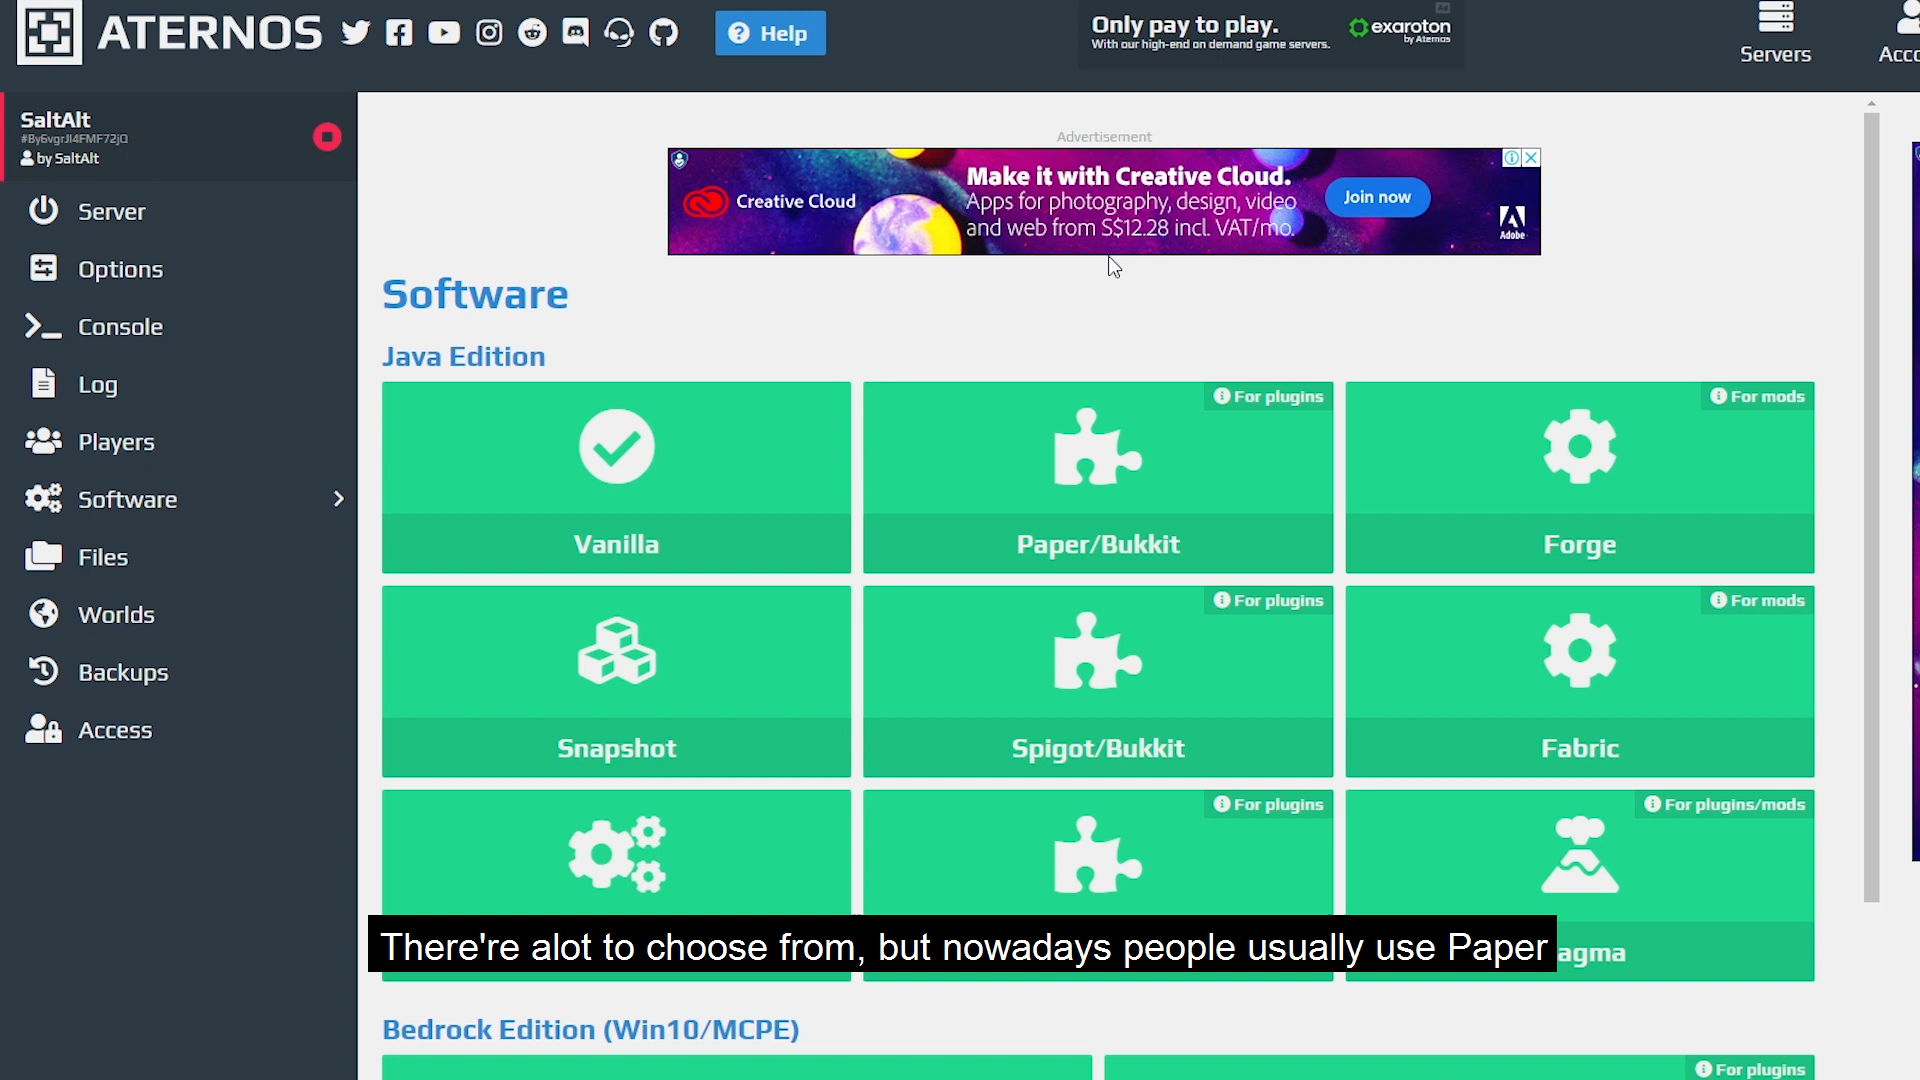 ATERNOS
Help
Only pay to play.
With our high-end on demand game servers.
exaroton
by Aternos
Ad
Servers
SaltAlt
by SaltAlt
Server
Options
Console
Log
Players
Software
Files
Worlds
Backups
Access
Advertisement
Creative Cloud
Make it with Creative Cloud.
Apps for photography, design, video
and web from S$12.28 incl. VAT/mo.
Join now
Adobe
Software
Java Edition
Vanilla
For plugins
Paper/Bukkit
For mods
Forge
Snapshot
For plugins
Spigot/Bukkit
For mods
Fabric
For plugins
For plugins/mods
agma
There're alot to choose from, but nowadays people usually use Paper
Bedrock Edition (Win10/MCPE)
For plugins